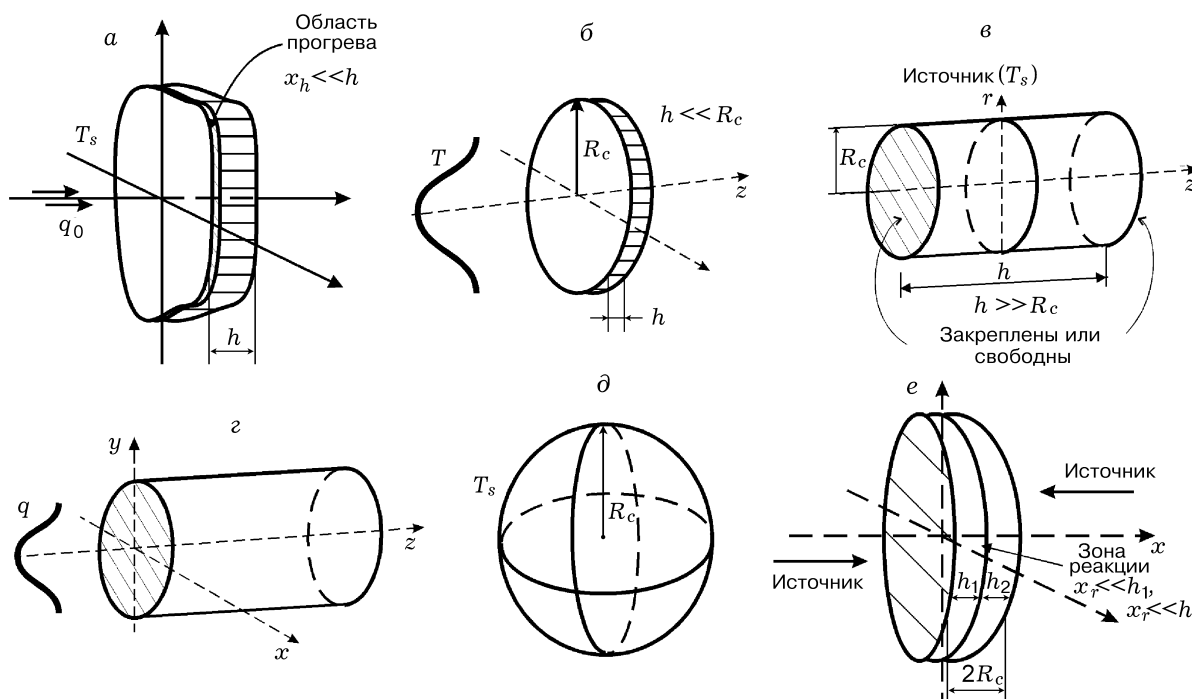 а
Область
прогрева
x_h<<h
T_s
q_0
h
б
h << R_c
T
R_c
z
h
в
Источник (T_s)
r
R_c
z
h
h >> R_c
Закреплены или
свободны
г
y
q
z
x
д
T_s
R_c
е
Источник
x
Зона
реакции
Источник
h_1
h_2
x_r<<h_1,
x_r<<h
2R_c